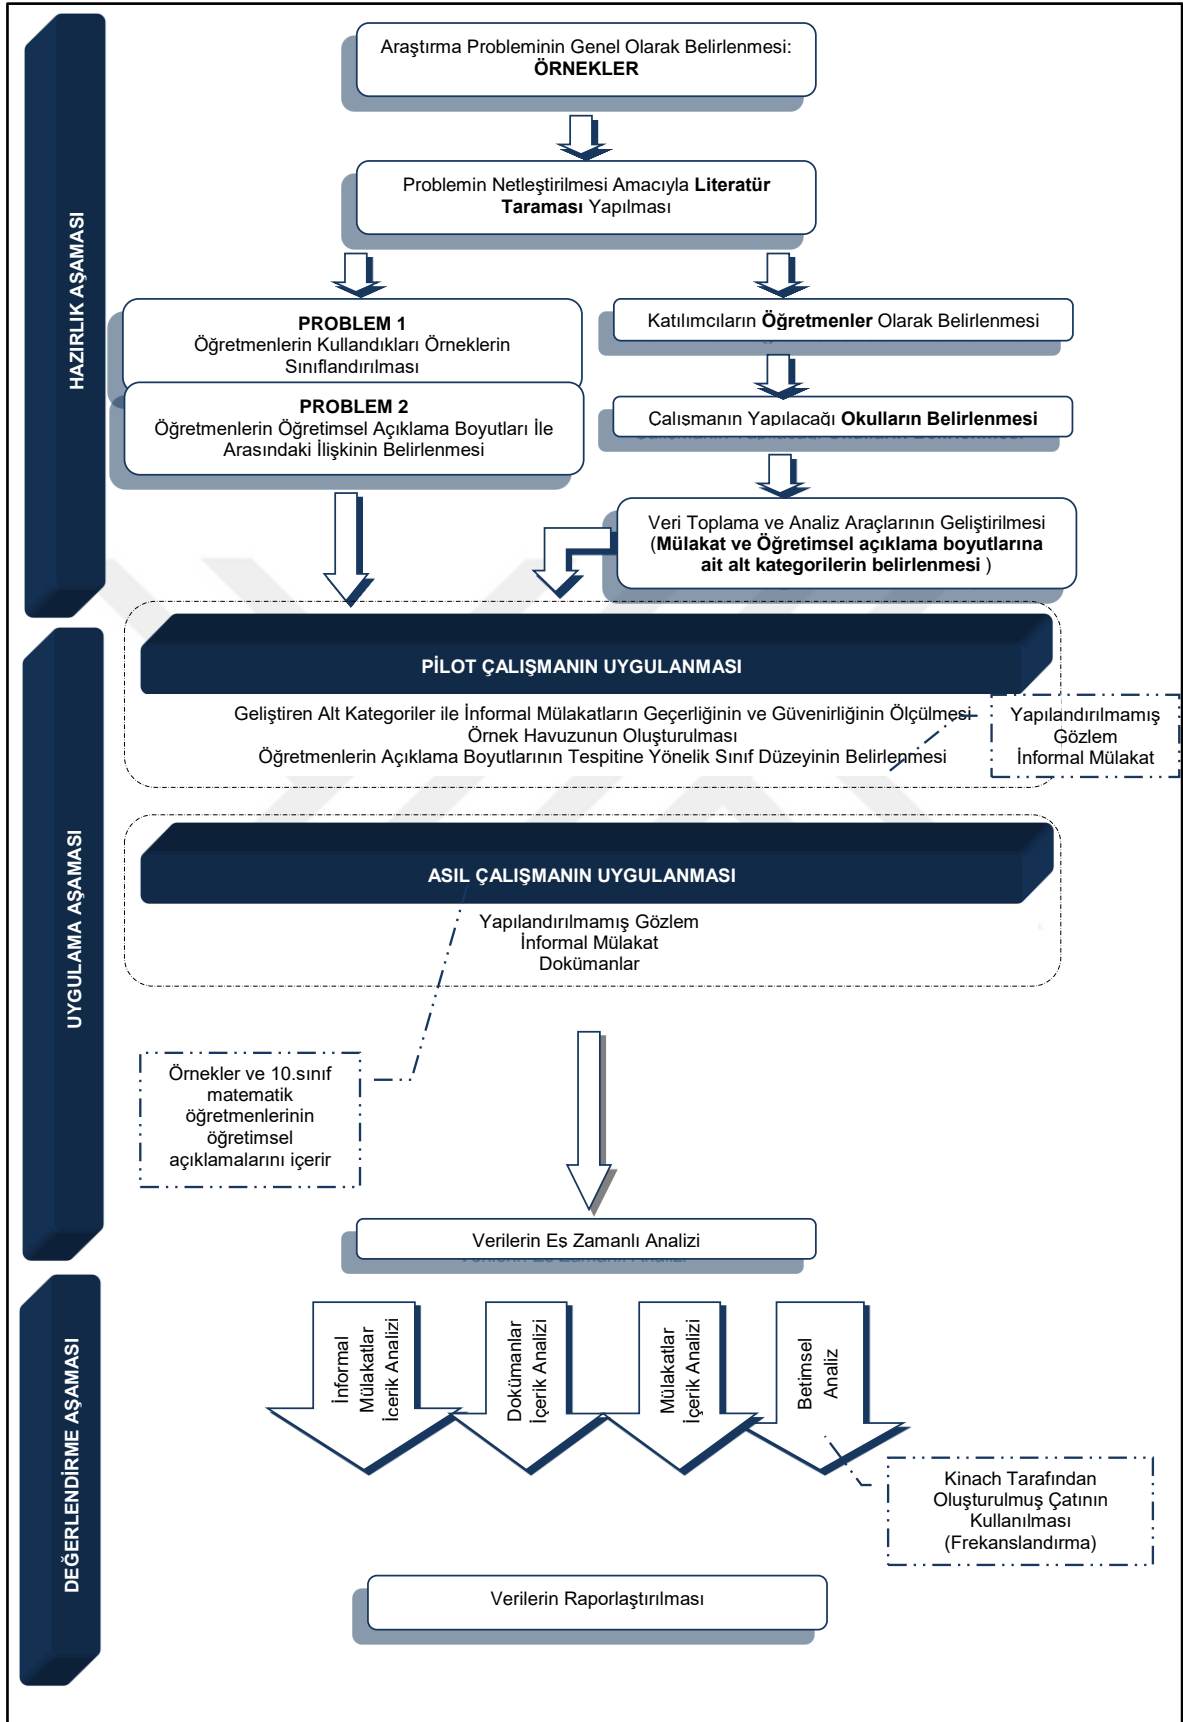 HAZIRLIK AŞAMASI
Araştırma Probleminin Genel Olarak Belirlenmesi:
ÖRNEKLER
Problemin Netleştirilmesi Amacıyla Literatür
Taraması Yapılması
PROBLEM 1
Öğretmenlerin Kullandıkları Örneklerin
Sınıflandırılması
PROBLEM 2
Öğretmenlerin Öğretimsel Açıklama Boyutları İle
Arasındaki İlişkinin Belirlenmesi
Katılımcıların Öğretmenler Olarak Belirlenmesi
Çalışmanın Yapılacağı Okulların Belirlenmesi
Veri Toplama ve Analiz Araçlarının Geliştirilmesi
(Mülakat ve Öğretimsel açıklama boyutlarına
ait alt kategorilerin belirlenmesi )
UYGULAMA AŞAMASI
PİLOT ÇALIŞMANIN UYGULANMASI
Geliştiren Alt Kategoriler ile İnformal Mülakatların Geçerliğinin ve Güvenirliğinin Ölçülmesi
Örnek Havuzunun Oluşturulması
Öğretmenlerin Açıklama Boyutlarının Tespitine Yönelik Sınıf Düzeyinin Belirlenmesi
Yapılandırılmamış
Gözlem
İnformal Mülakat
ASIL ÇALIŞMANIN UYGULANMASI
Yapılandırılmamış Gözlem
İnformal Mülakat
Dokümanlar
Örnekler ve 10.sınıf
matematik
öğretmenlerinin
öğretimsel
açıklamalarını içerir
Verilerin Eş Zamanlı Analizi
DEĞERLENDİRME AŞAMASI
İnformal
Mülakatlar
İçerik Analizi
Dokümanlar
İçerik Analizi
Mülakatlar
İçerik Analizi
Betimsel
Analiz
Kinach Tarafından
Oluşturulmuş Çatının
Kullanılması
(Frekanslandırma)
Verilerin Raporlaştırılması